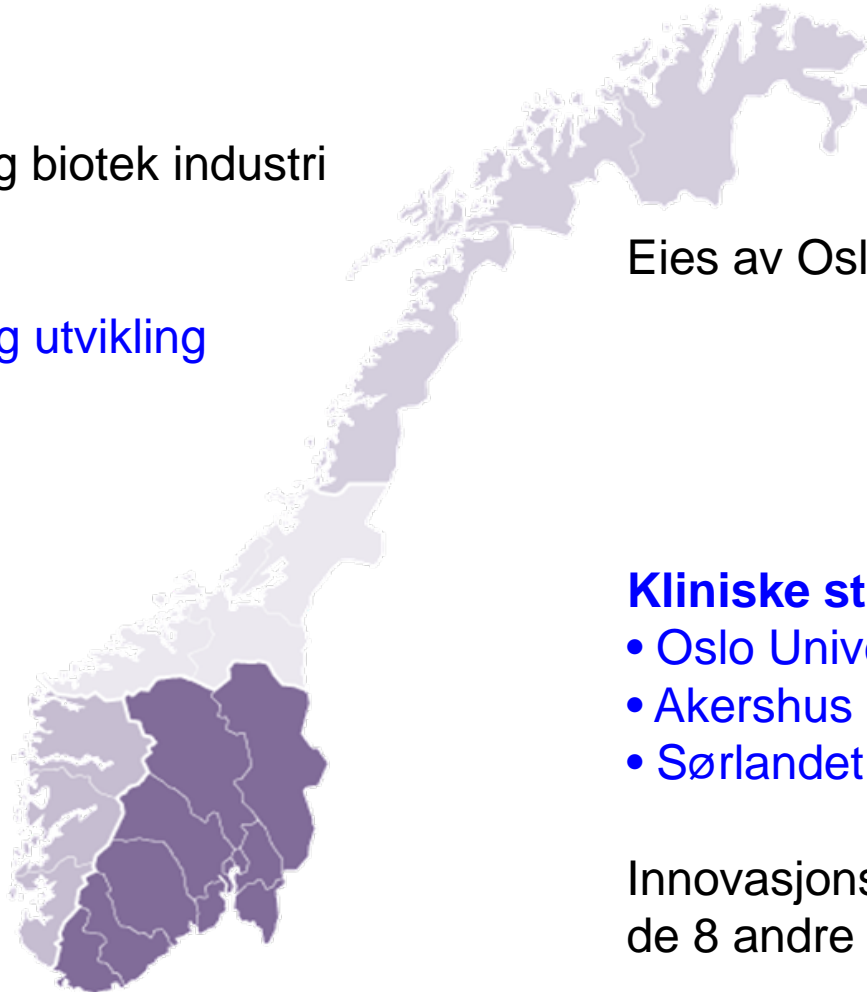 g biotek industri
g utvikling
Eies av Osl
Kliniske st
• Oslo Unive
• Akershus
• Sørlandet
Innovasjons
de 8 andre